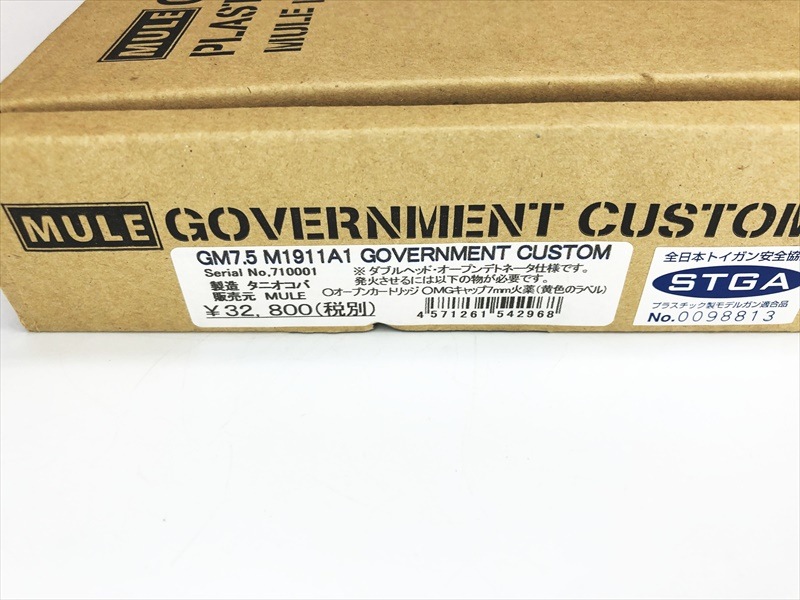 MULE
PLAST
MULE
MULE GOVERNMENT CUSTOM
GM7.5 M1911A1 GOVERNMENT CUSTOM
Serial No.710001
※ダブルヘッド・オープンデトネータ仕様です。
発火させるには以下の物が必要です。
製造 タニオコバ
販売元 MULE
○オープンカートリッジ ○MGキャップ7mm火薬(黄色のラベル)
¥32,800(税別)
4 571261 542968
全日本トイガン安全協
STGA
プラスチック製モデルガン適合品
No.0098813